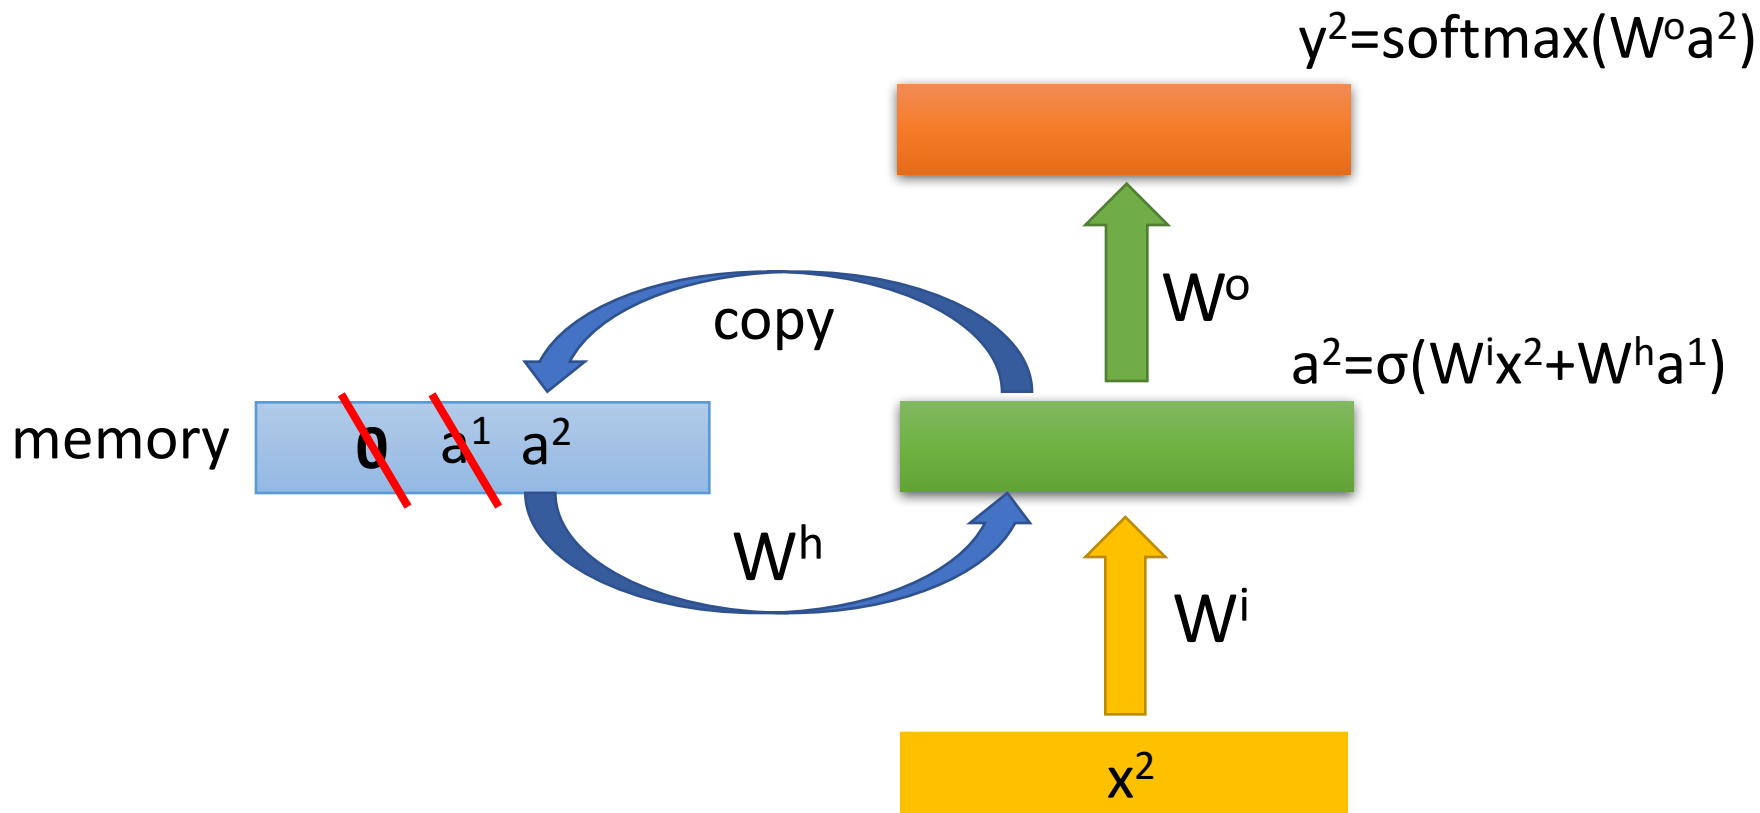 y²=softmax(Wᵒa²)
Wᵒ
copy
a²=σ(Wⁱx²+Wʰa¹)
memory 0 a¹ a²
Wʰ
Wⁱ
x²